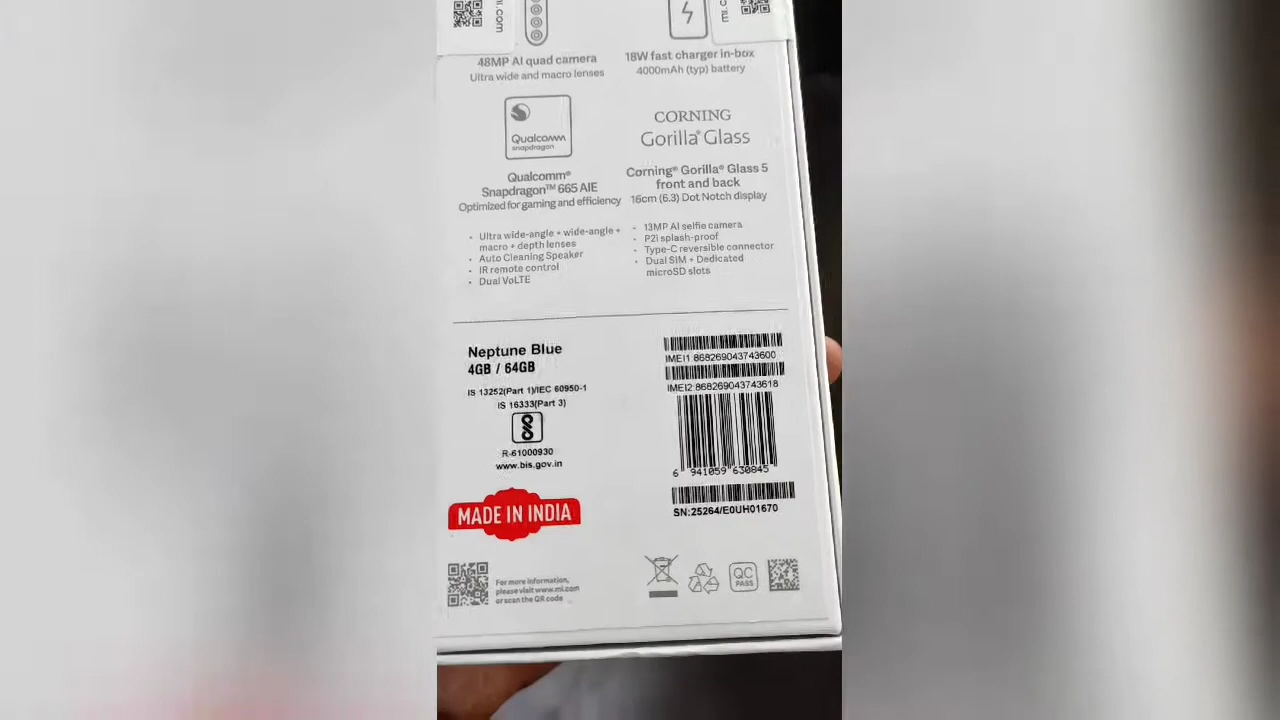 mi.com
mi.c
48MP AI quad camera
Ultra wide and macro lenses
18W fast charger in-box
4000mAh (typ) battery
Qualcomm
snapdragon
CORNING
Gorilla® Glass
Qualcomm®
Snapdragon™ 665 AIE
Optimized for gaming and efficiency
Corning® Gorilla® Glass 5
front and back
16cm (6.3) Dot Notch display
• Ultra wide-angle + wide-angle +
macro + depth lenses
• Auto Cleaning Speaker
• IR remote control
• Dual VoLTE
• 13MP AI selfie camera
• P2i splash-proof
• Type-C reversible connector
• Dual SIM + Dedicated
microSD slots
Neptune Blue
4GB / 64GB
IS 13252(Part 1)/IEC 60950-1
IS 16333(Part 3)
R-61000930
www.bis.gov.in
MADE IN INDIA
For more information,
please visit www.mi.com
or scan the QR code
IMEI1:868269043743600
IMEI2:868269043743618
6 941059 630845
SN:25264/E0UH01670
QC
PASS